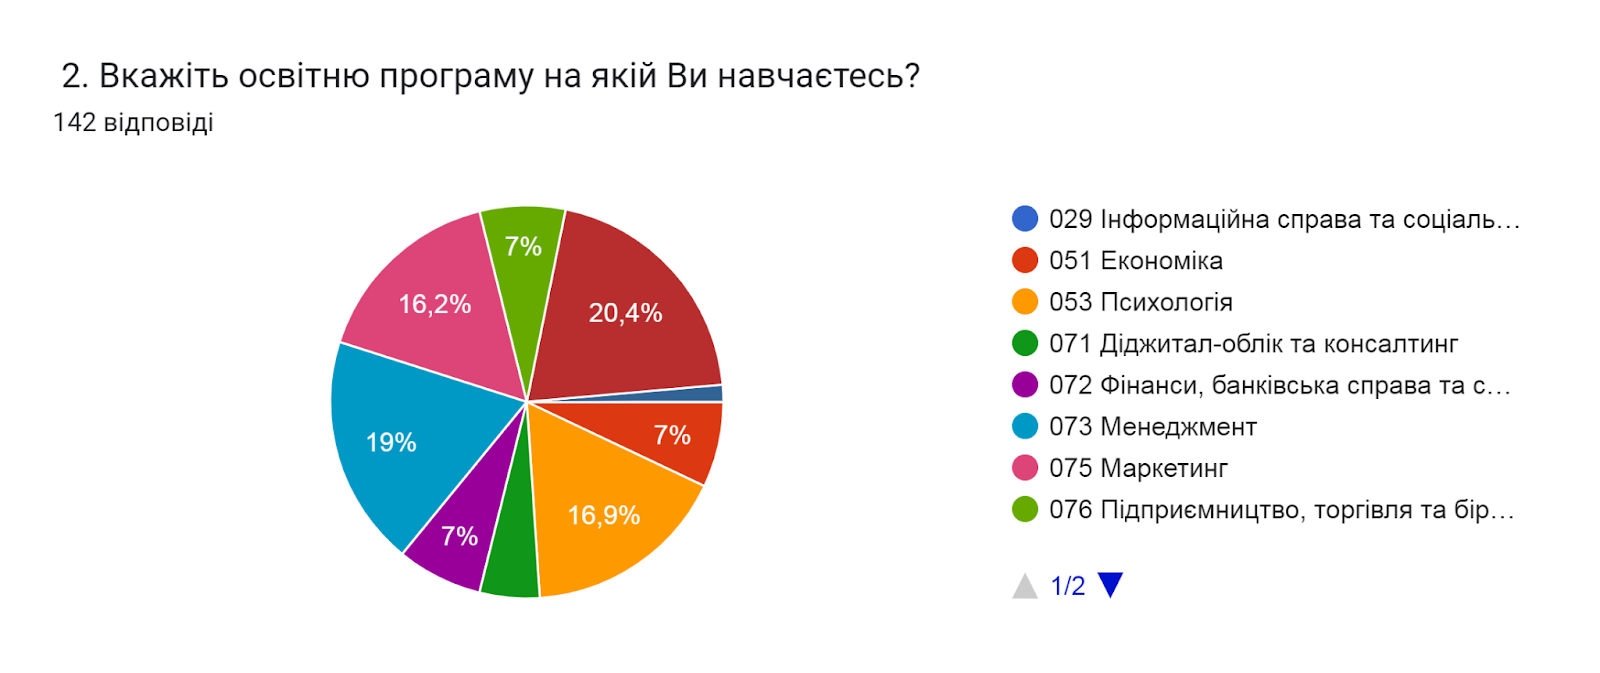 2. Вкажіть освітню програму на якій Ви навчаєтесь?
142 відповіді
7%
20,4%
16,2%
7%
19%
16,9%
7%
029 Інформаційна справа та соціаль…
051 Економіка
053 Психологія
071 Діджитал-облік та консалтинг
072 Фінанси, банківська справа та с…
073 Менеджмент
075 Маркетинг
076 Підприємництво, торгівля та бір…
1/2